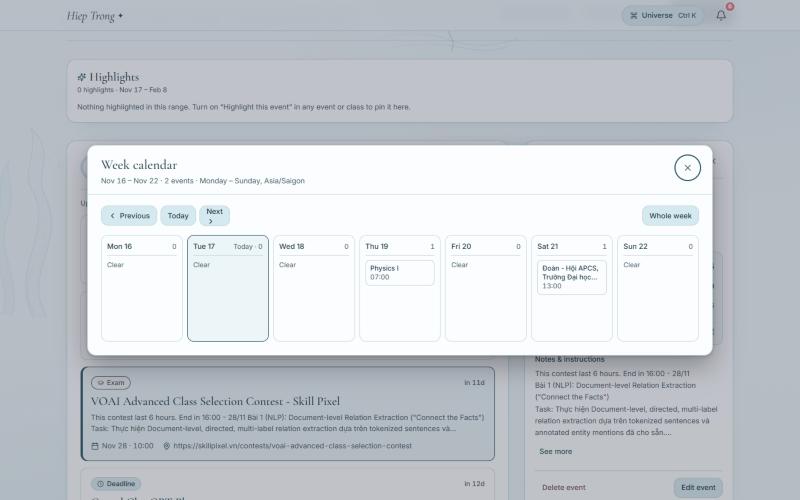 Hiep Trong ✦
⌘ Universe Ctrl K
6
Highlights
0 highlights · Nov 17 – Feb 8
Nothing highlighted in this range. Turn on "Highlight this event" in any event or class to pin it here.
Week calendar
Nov 16 – Nov 22 · 2 events · Monday – Sunday, Asia/Saigon
Previous Today Next Whole week
Mon 16 0
Clear
Tue 17 Today · 0
Clear
Wed 18 0
Clear
Thu 19 1
Physics I
07:00
Fri 20 0
Clear
Sat 21 1
Đoàn - Hội APCS,
Trường Đại học...
13:00
Sun 22 0
Clear
Exam in 11d
VOAI Advanced Class Selection Contest - Skill Pixel
This contest last 6 hours. End in 16:00 - 28/11 Bài 1 (NLP): Document-level Relation Extraction ("Connect the Facts")
Task: Thực hiện Document-level, directed, multi-label relation extraction dựa trên tokenized sentences và...
Nov 28 · 10:00 https://skillpixel.vn/contests/voai-advanced-class-selection-contest
Deadline in 12d
Notes & instructions
This contest last 6 hours. End in 16:00 - 28/11
Bài 1 (NLP): Document-level Relation Extraction
("Connect the Facts")
Task: Thực hiện Document-level, directed, multi-label
relation extraction dựa trên tokenized sentences và
annotated entity mentions đã cho sẵn....
See more
Delete event Edit event